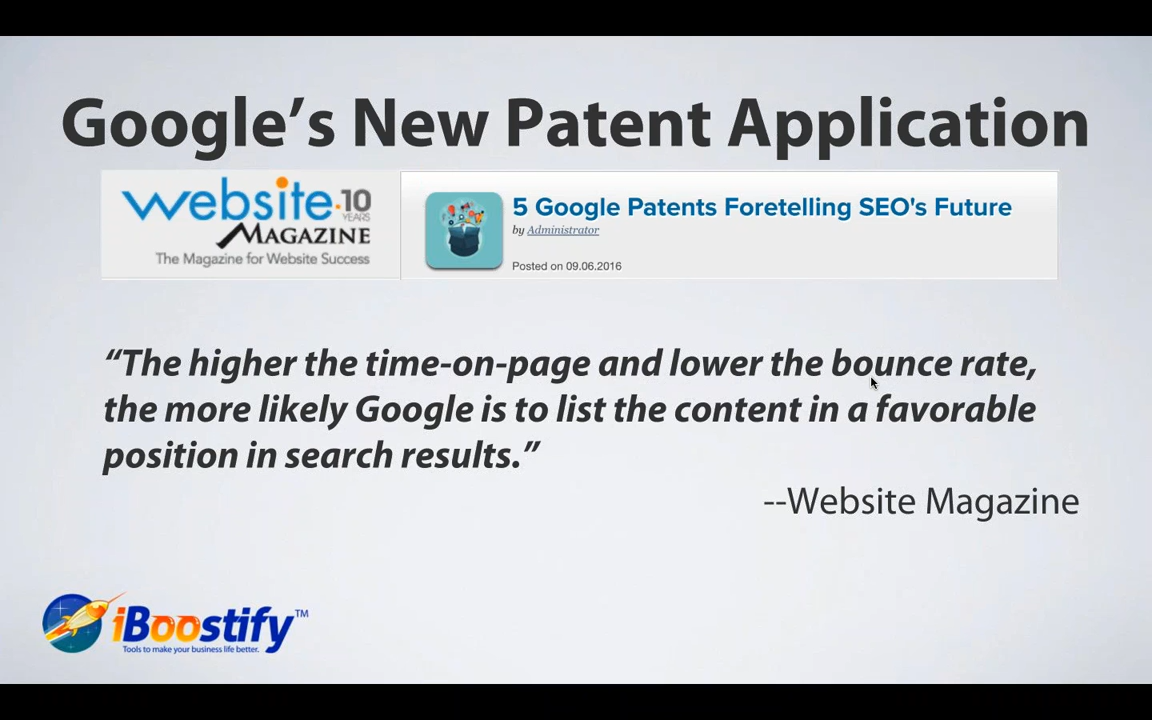 Google’s New Patent Application
website 10 YEARS
MAGAZINE
The Magazine for Website Success
5 Google Patents Foretelling SEO's Future
by Administrator
Posted on 09.06.2016
“The higher the time-on-page and lower the bounce rate,
the more likely Google is to list the content in a favorable
position in search results.”
--Website Magazine
iBoostify™
Tools to make your business life better.